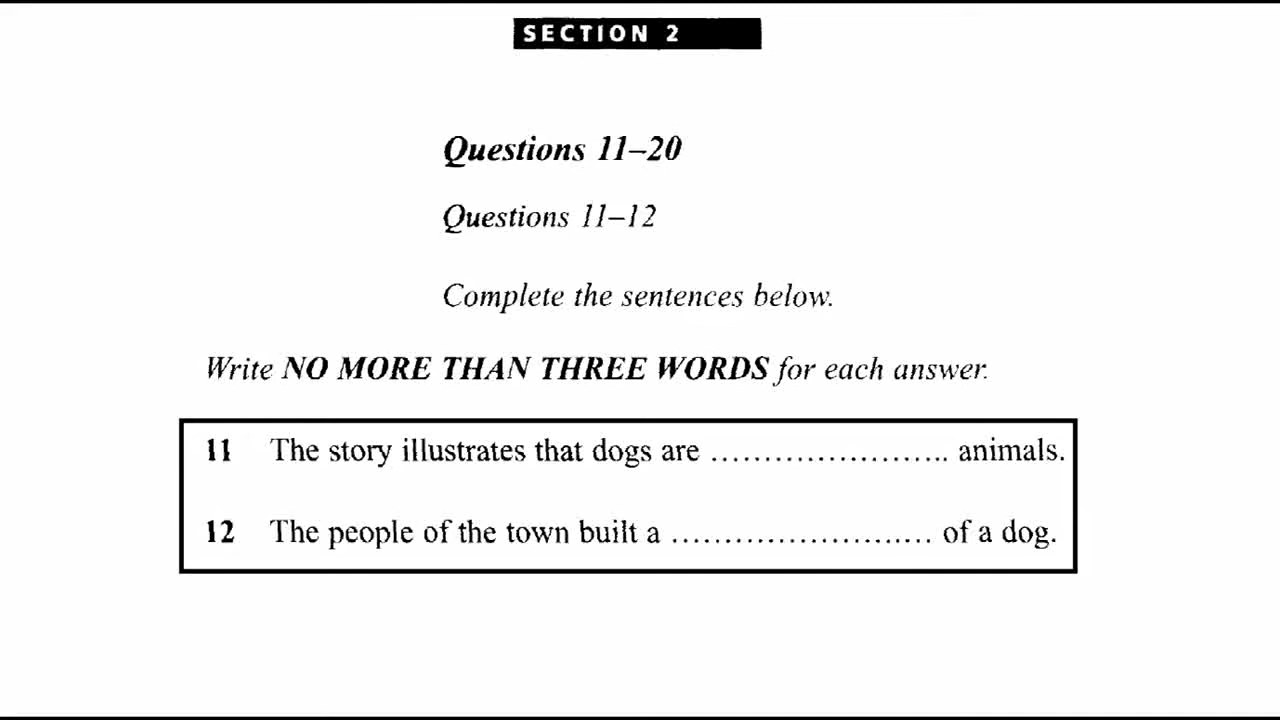 SECTION 2
Questions 11–20
Questions 11–12
Complete the sentences below.
Write NO MORE THAN THREE WORDS for each answer.
11 The story illustrates that dogs are ...................... animals.
12 The people of the town built a ........................ of a dog.